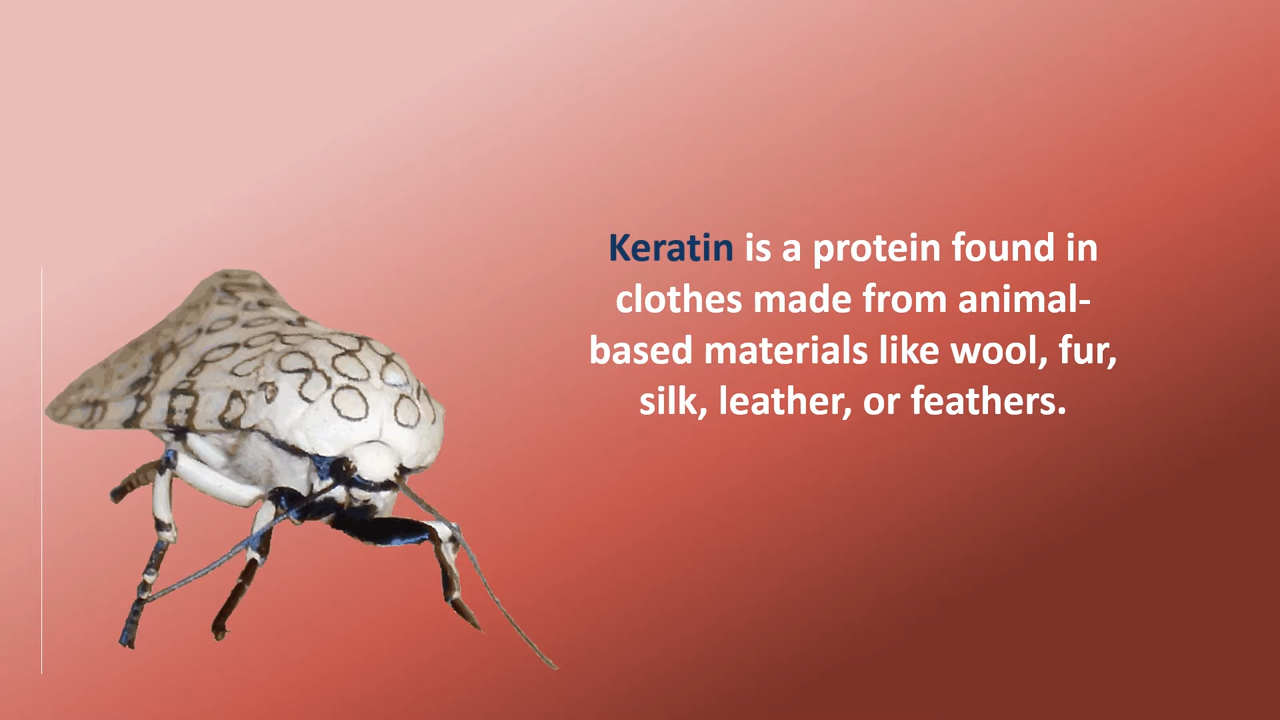 Keratin is a protein found in
clothes made from animal-
based materials like wool, fur,
silk, leather, or feathers.